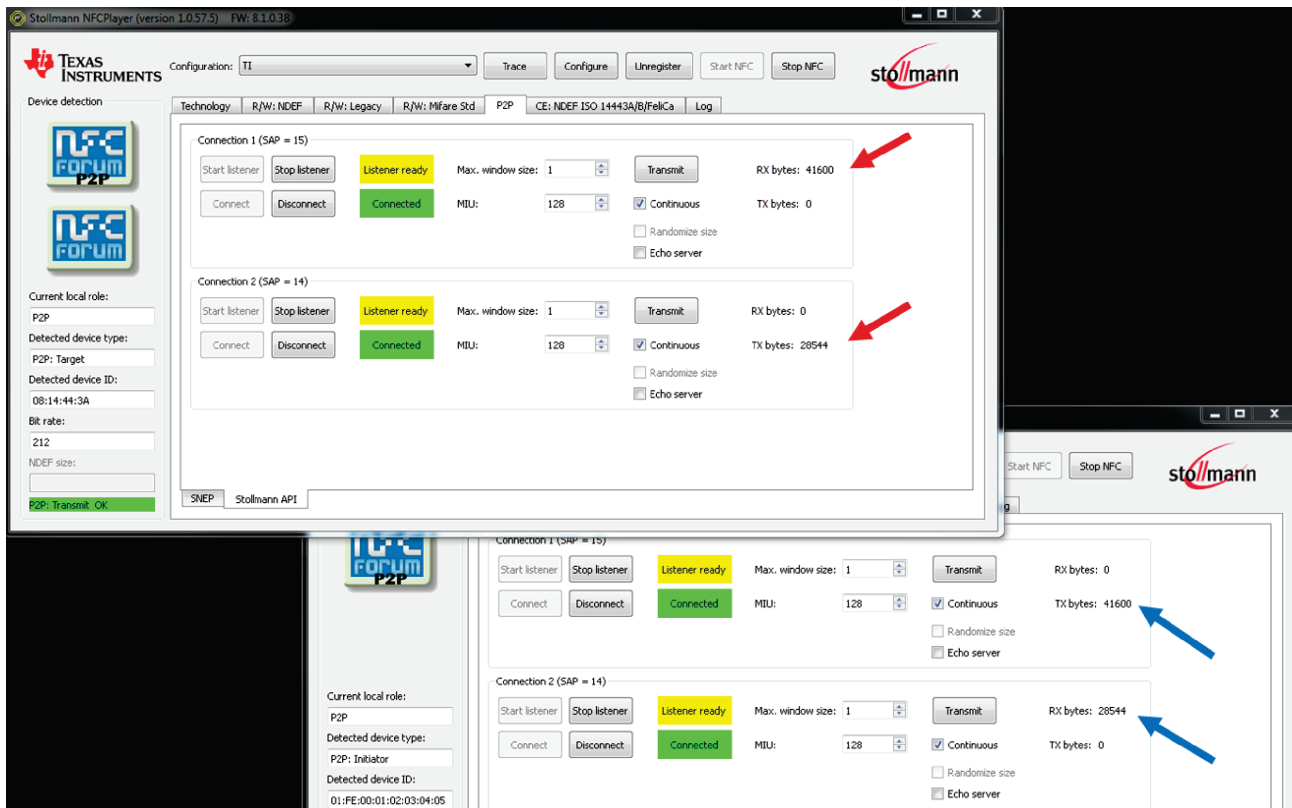 Stollmann NFCPlayer (version 1.0.57.5) FW: 8.1.0.38
TEXAS INSTRUMENTS
Configuration: TI Trace Configure Unregister Start NFC Stop NFC
stollmann
Device detection
Technology R/W: NDEF R/W: Legacy R/W: Mifare Std P2P CE: NDEF ISO 14443A/B/FeliCa Log
NFC FORUM P2P
NFC FORUM
Current local role:
P2P
Detected device type:
P2P: Target
Detected device ID:
08:14:44:3A
Bit rate:
212
NDEF size:
P2P: Transmit OK
Connection 1 (SAP = 15)
Start listener Stop listener Listener ready Max. window size: 1 Transmit RX bytes: 41600
Connect Disconnect Connected MIU: 128 Continuous TX bytes: 0
Randomize size
Echo server
Connection 2 (SAP = 14)
Start listener Stop listener Listener ready Max. window size: 1 Transmit RX bytes: 0
Connect Disconnect Connected MIU: 128 Continuous TX bytes: 28544
Randomize size
Echo server
SNEP Stollmann API
Start NFC Stop NFC
stollmann
g
NFC FORUM P2P
Current local role:
P2P
Detected device type:
P2P: Initiator
Detected device ID:
01:FE:00:01:02:03:04:05
Connection 1 (SAP = 15)
Start listener Stop listener Listener ready Max. window size: 1 Transmit RX bytes: 0
Connect Disconnect Connected MIU: 128 Continuous TX bytes: 41600
Randomize size
Echo server
Connection 2 (SAP = 14)
Start listener Stop listener Listener ready Max. window size: 1 Transmit RX bytes: 28544
Connect Disconnect Connected MIU: 128 Continuous TX bytes: 0
Randomize size
Echo server